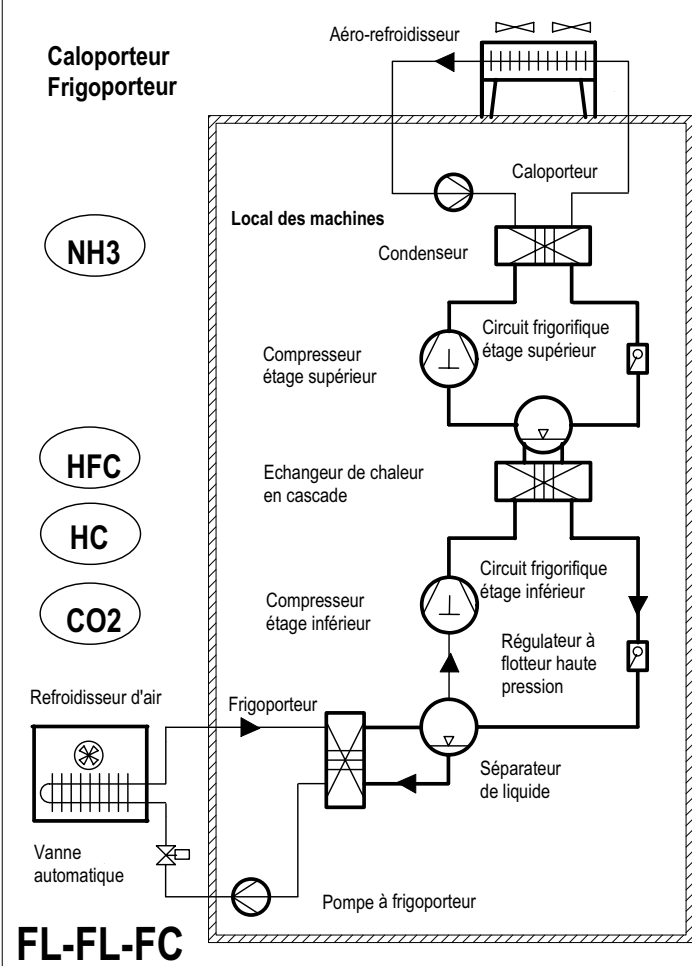 Caloporteur
Frigoporteur
Aéro-refroidisseur
Caloporteur
Local des machines
NH3
Condenseur
Circuit frigorifique
étage supérieur
Compresseur
étage supérieur
HFC
Echangeur de chaleur
en cascade
HC
Circuit frigorifique
étage inférieur
Compresseur
étage inférieur
CO2
Régulateur à
flotteur haute
pression
Refroidisseur d'air
Frigoporteur
Séparateur
de liquide
Vanne
automatique
Pompe à frigoporteur
FL-FL-FC